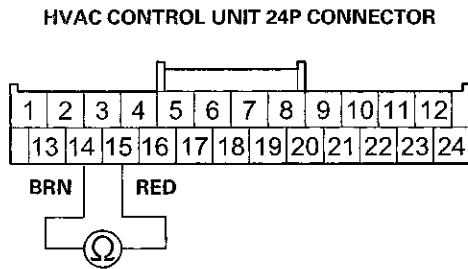 HVAC CONTROL UNIT 24P CONNECTOR
1 2 3 4 5 6 7 8 9 10 11 12
13 14 15 16 17 18 19 20 21 22 23 24
BRN RED
Ω